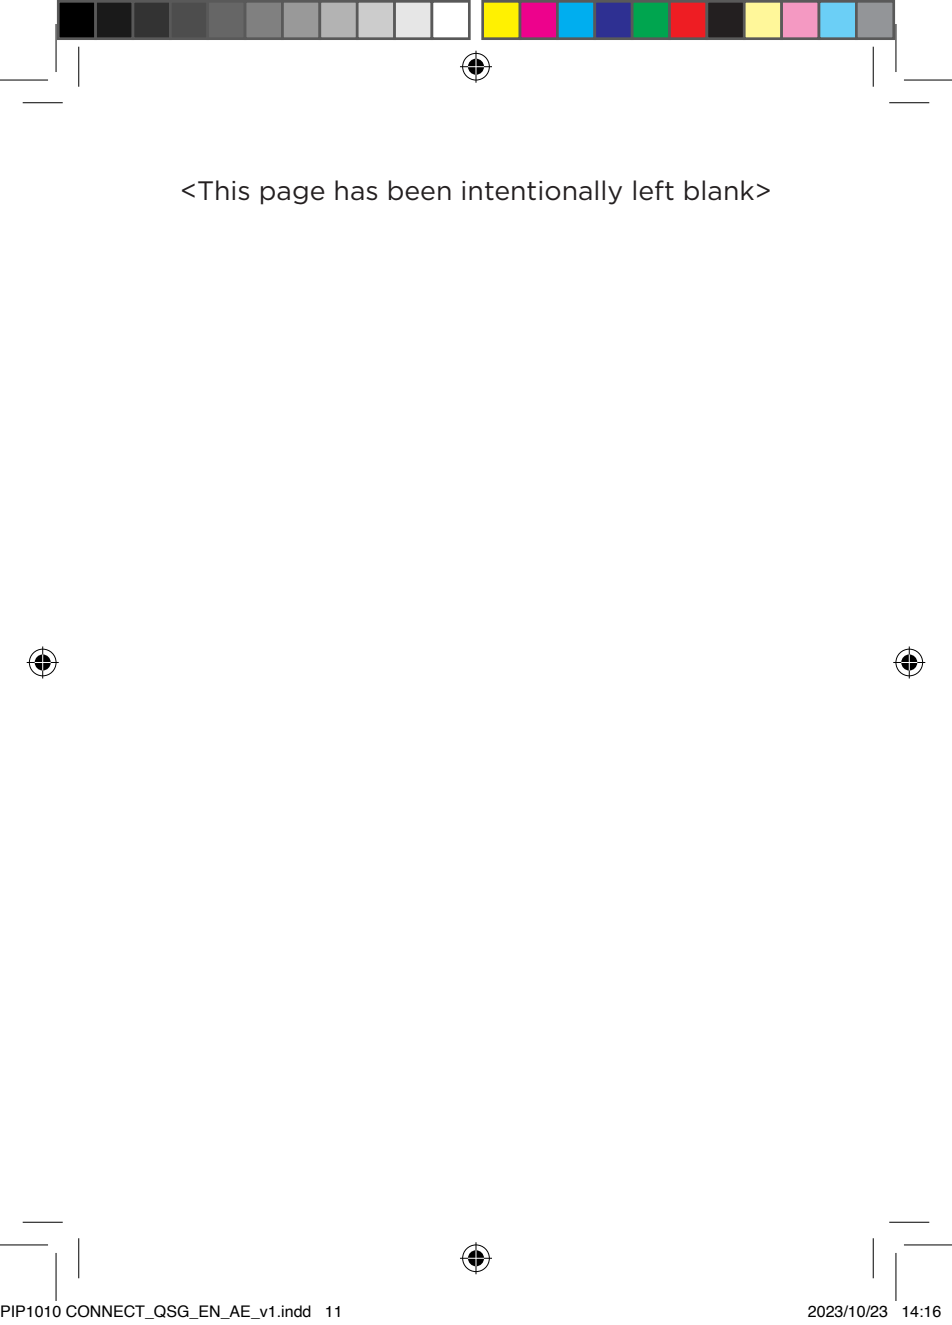 <This page has been intentionally left blank>
PIP1010 CONNECT_QSG_EN_AE_v1.indd 11 2023/10/23 14:16